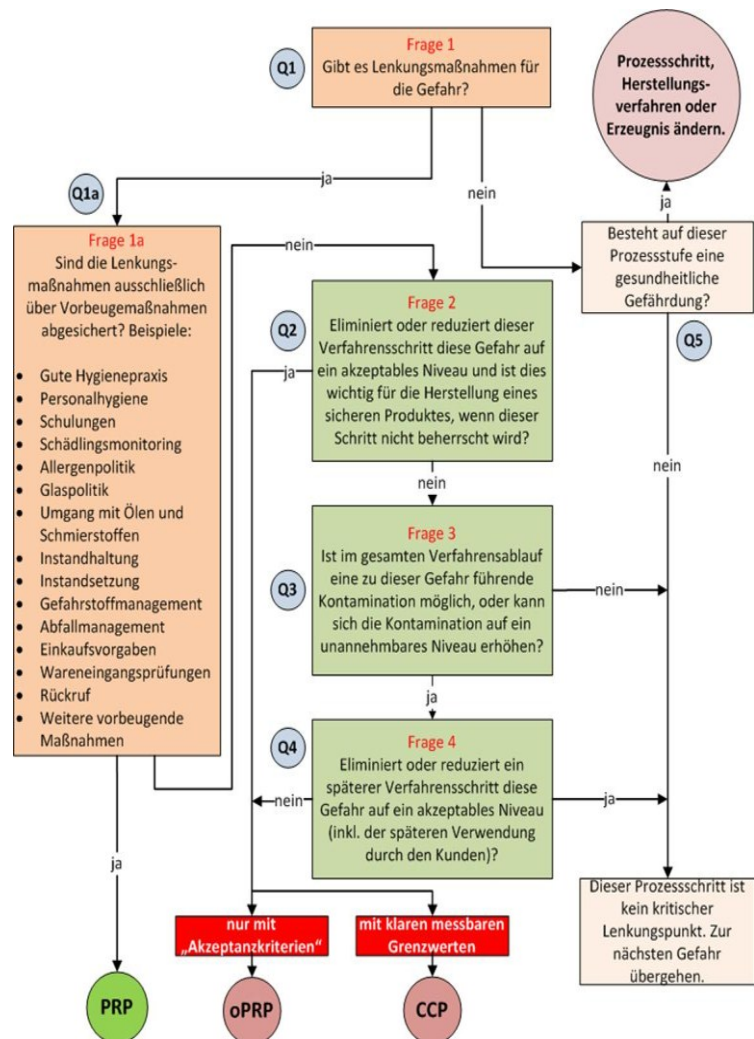 Q1
Frage 1
Gibt es Lenkungsmaßnahmen für
die Gefahr?
Prozessschritt,
Herstellungs-
verfahren oder
Erzeugnis ändern.
ja
nein
ja
Q1a
Frage 1a
Sind die Lenkungs-
maßnahmen ausschließlich
über Vorbeugemaßnahmen
abgesichert? Beispiele:
• Gute Hygienepraxis
• Personalhygiene
• Schulungen
• Schädlingsmonitoring
• Allergenpolitik
• Glaspolitik
• Umgang mit Ölen und
Schmierstoffen
• Instandhaltung
• Instandsetzung
• Gefahrstoffmanagement
• Abfallmanagement
• Einkaufsvorgaben
• Wareneingangsprüfungen
• Rückruf
• Weitere vorbeugende
Maßnahmen
nein
Besteht auf dieser
Prozessstufe eine
gesundheitliche
Gefährdung?
Q5
Q2
Frage 2
Eliminiert oder reduziert dieser
Verfahrensschritt diese Gefahr auf
ein akzeptables Niveau und ist dies
wichtig für die Herstellung eines
sicheren Produktes, wenn dieser
Schritt nicht beherrscht wird?
ja
nein
nein
Q3
Frage 3
Ist im gesamten Verfahrensablauf
eine zu dieser Gefahr führende
Kontamination möglich, oder kann
sich die Kontamination auf ein
unannehmbares Niveau erhöhen?
nein
ja
Q4
Frage 4
Eliminiert oder reduziert ein
späterer Verfahrensschritt diese
Gefahr auf ein akzeptables Niveau
(inkl. der späteren Verwendung
durch den Kunden)?
nein
ja
ja
nur mit
„Akzeptanzkriterien“
mit klaren messbaren
Grenzwerten
Dieser Prozessschritt ist
kein kritischer
Lenkungspunkt. Zur
nächsten Gefahr
übergehen.
PRP
oPRP
CCP